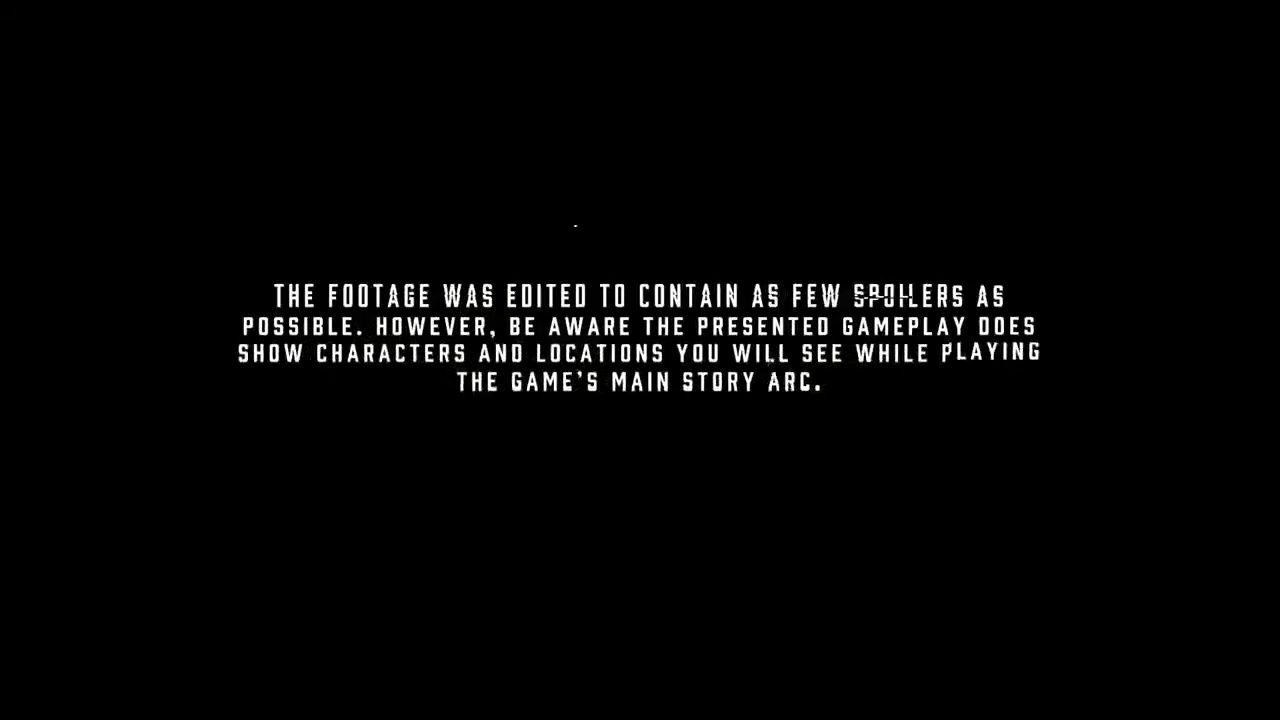 THE FOOTAGE WAS EDITED TO CONTAIN AS FEW SPOILERS AS
POSSIBLE. HOWEVER, BE AWARE THE PRESENTED GAMEPLAY DOES
SHOW CHARACTERS AND LOCATIONS YOU WILL SEE WHILE PLAYING
THE GAME'S MAIN STORY ARC.